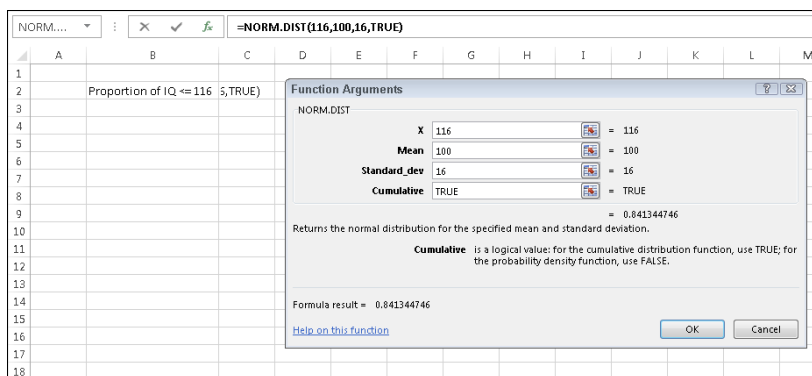 NORM.... =NORM.DIST(116,100,16,TRUE)
A B C D E F G H I J K L M
1
2 Proportion of IQ <= 116 6,TRUE)
3
4
5
6
7
8
9
10
11
12
13
14
15
16
17
18
Function Arguments
NORM.DIST
X 116 = 116
Mean 100 = 100
Standard_dev 16 = 16
Cumulative TRUE = TRUE
= 0.841344746
Returns the normal distribution for the specified mean and standard deviation.
Cumulative is a logical value: for the cumulative distribution function, use TRUE; for
the probability density function, use FALSE.
Formula result = 0.841344746
Help on this function OK Cancel